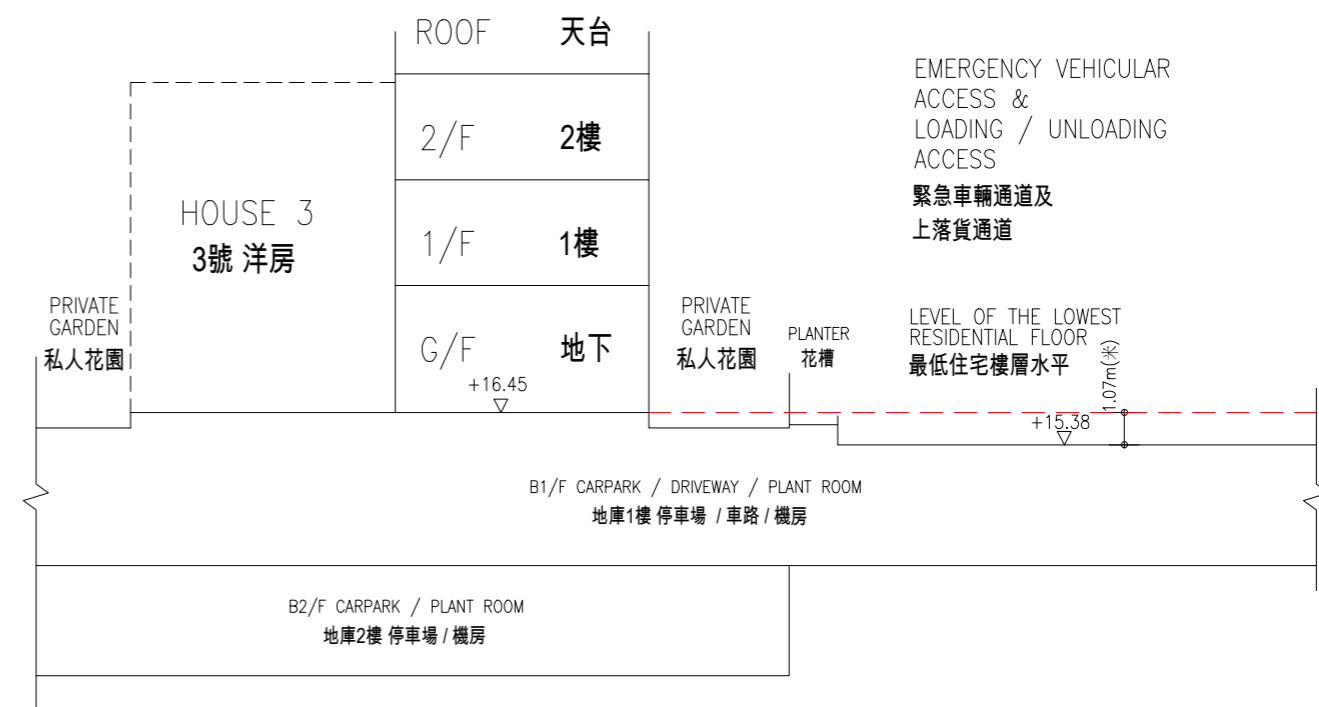 ROOF 天台
2/F 2樓
1/F 1樓
G/F 地下
+16.45
HOUSE 3
3號 洋房
PRIVATE
GARDEN
私人花園
PRIVATE
GARDEN
私人花園
PLANTER
花槽
EMERGENCY VEHICULAR
ACCESS &
LOADING / UNLOADING
ACCESS
緊急車輛通道及
上落貨通道
LEVEL OF THE LOWEST
RESIDENTIAL FLOOR
最低住宅樓層水平
1.07m(米)
+15.38
B1/F CARPARK / DRIVEWAY / PLANT ROOM
地庫1樓 停車場 / 車路 / 機房
B2/F CARPARK / PLANT ROOM
地庫2樓 停車場 / 機房